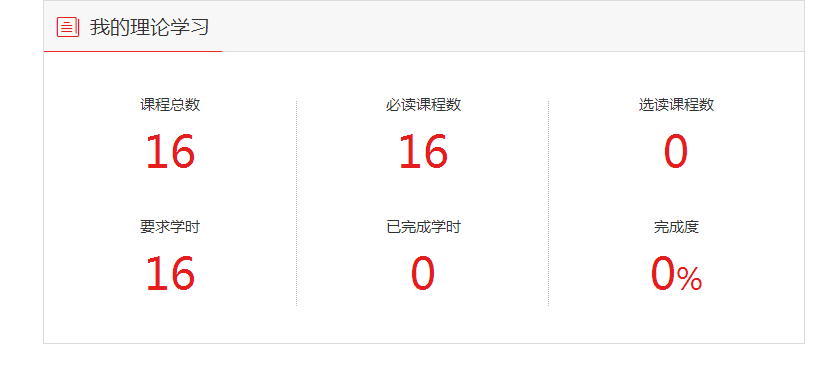 我的理论学习
课程总数 必读课程数 选读课程数
16 16 0
要求学时 已完成学时 完成度
16 0 0%